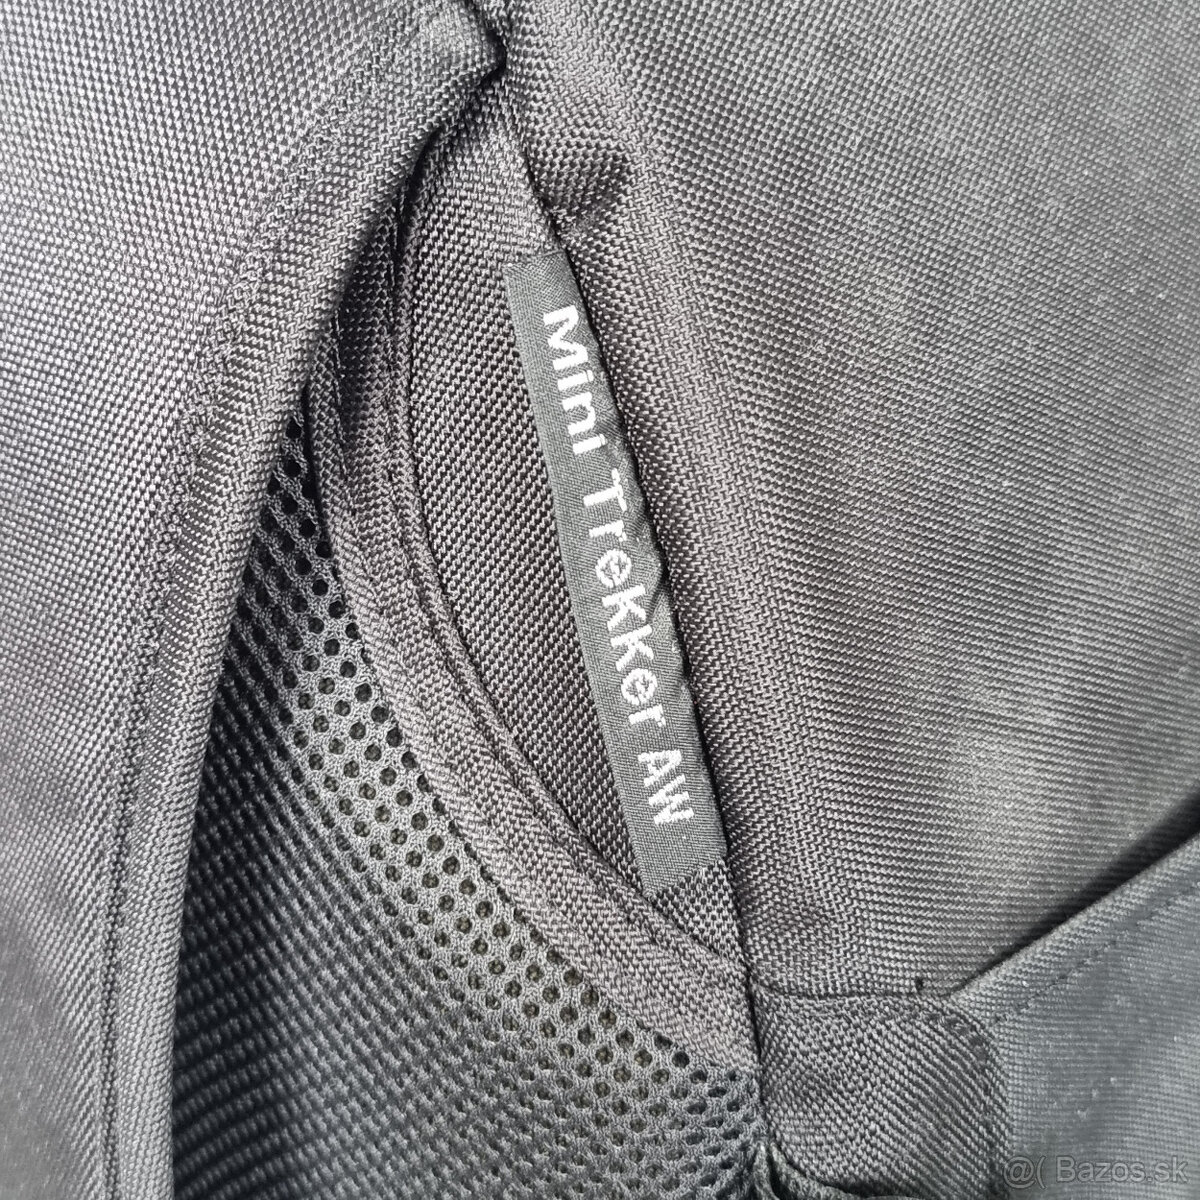 Mini Trekker AW
@( Bazos.sk